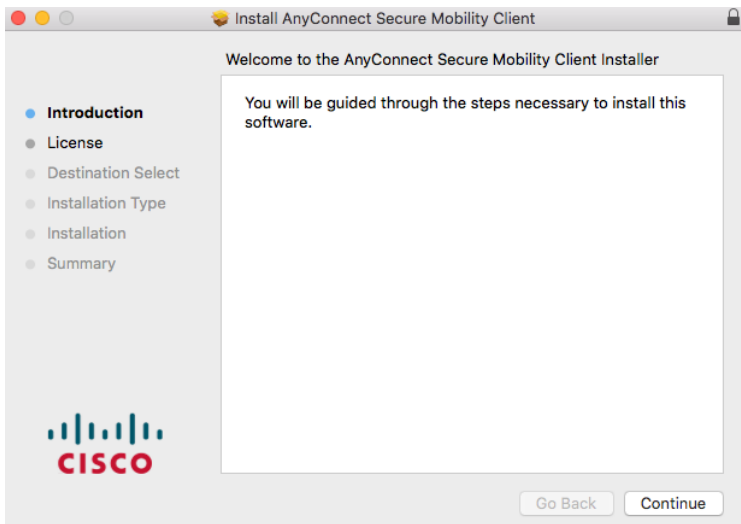 Install AnyConnect Secure Mobility Client
Welcome to the AnyConnect Secure Mobility Client Installer
Introduction
License
Destination Select
Installation Type
Installation
Summary
You will be guided through the steps necessary to install this
software.
CISCO
Go Back
Continue